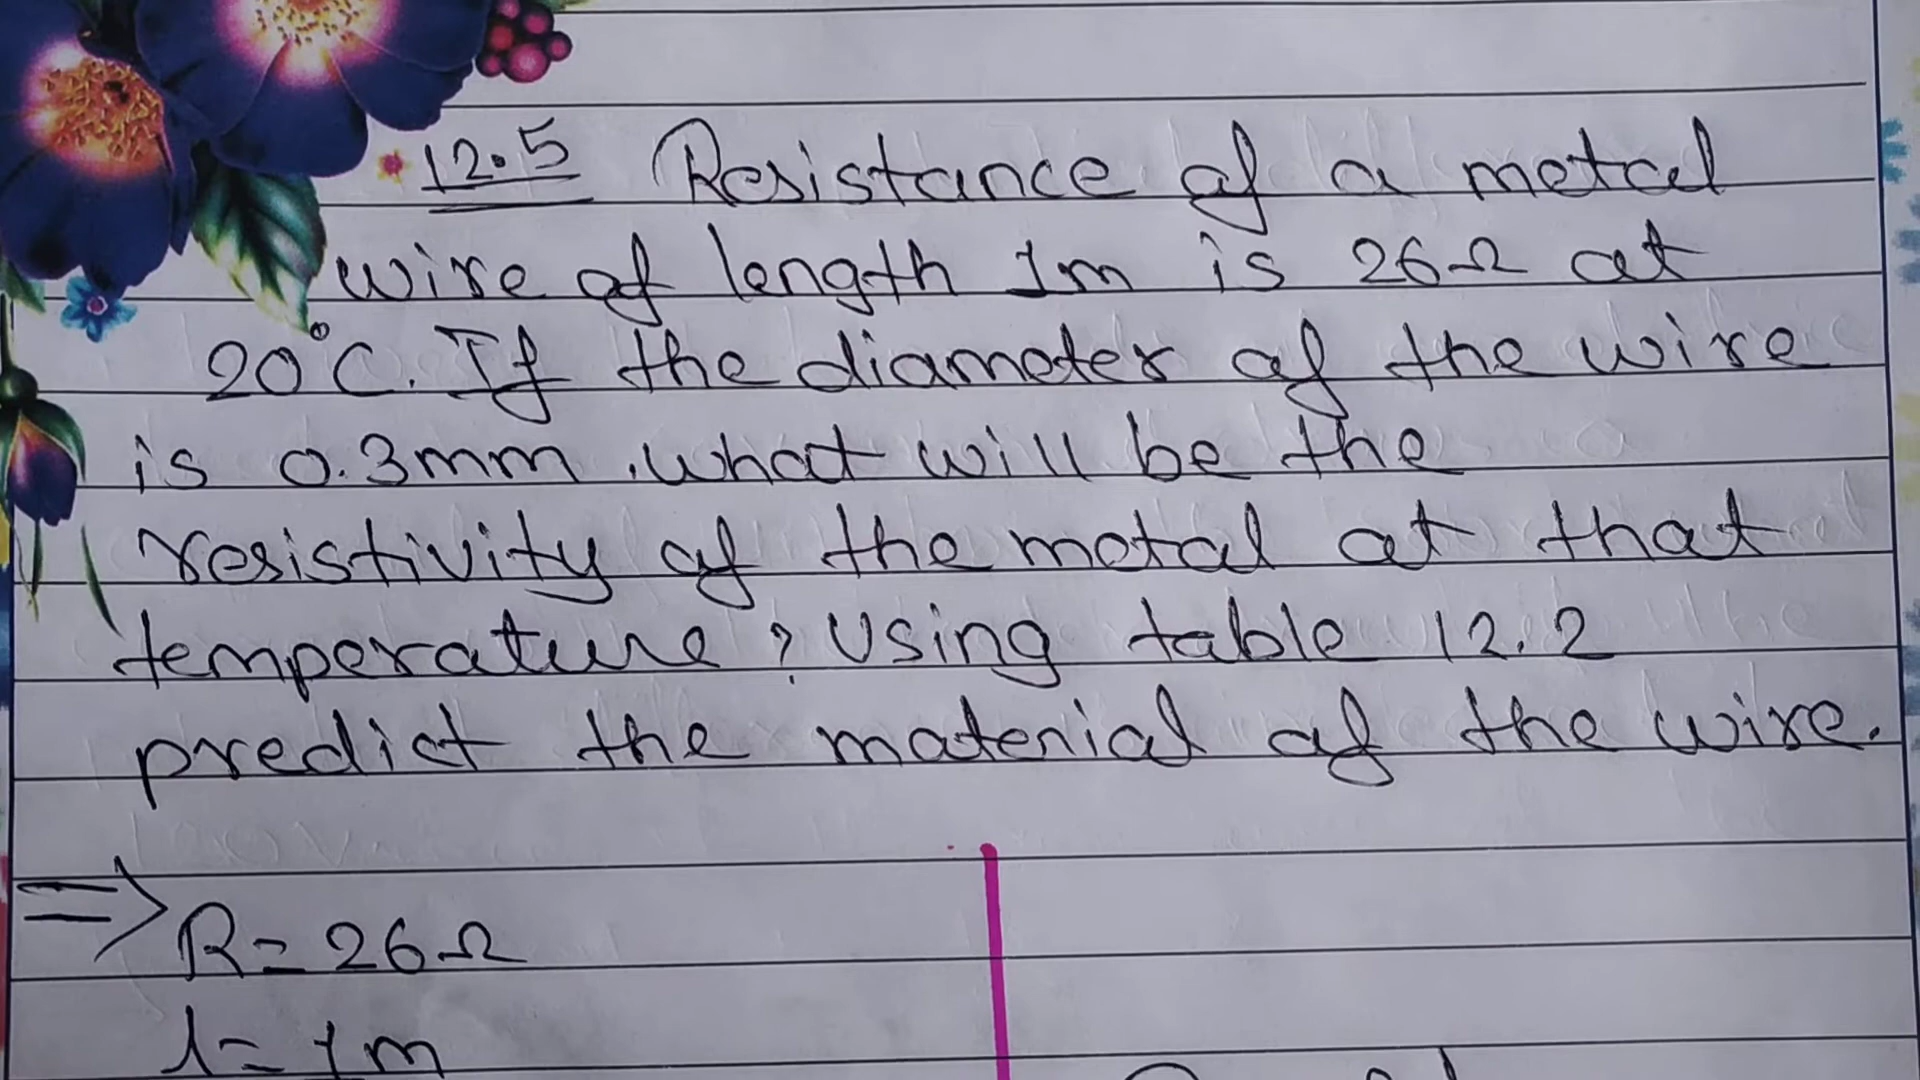 12.5 Resistance of a metal
wire of length 1m is 26Ω at
20°C. If the diameter of the wire
is 0.3mm, what will be the
resistivity of the metal at that
temperature? Using table 12.2
predict the material of the wire.
⇒ R = 26Ω
l = 1m